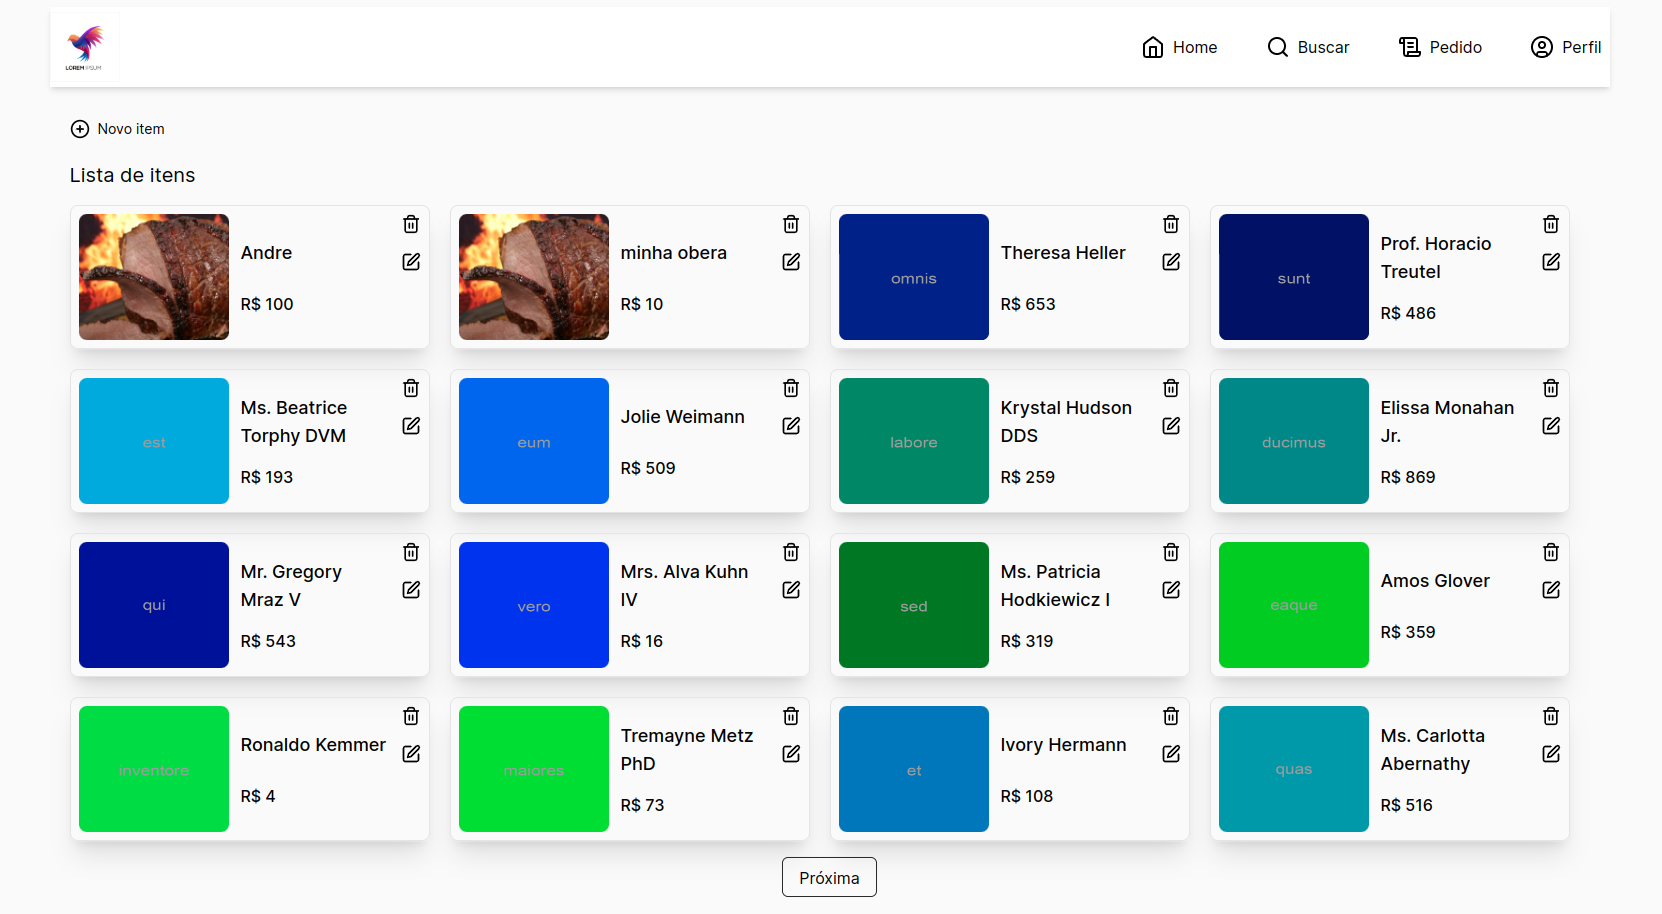 LOREM IPSUM
Home
Buscar
Pedido
Perfil
Novo item
Lista de itens
Andre
R$ 100
minha obera
R$ 10
omnis
Theresa Heller
R$ 653
sunt
Prof. Horacio
Treutel
R$ 486
est
Ms. Beatrice
Torphy DVM
R$ 193
eum
Jolie Weimann
R$ 509
labore
Krystal Hudson
DDS
R$ 259
ducimus
Elissa Monahan
Jr.
R$ 869
qui
Mr. Gregory
Mraz V
R$ 543
vero
Mrs. Alva Kuhn
IV
R$ 16
sed
Ms. Patricia
Hodkiewicz I
R$ 319
eaque
Amos Glover
R$ 359
inventore
Ronaldo Kemmer
R$ 4
maiores
Tremayne Metz
PhD
R$ 73
et
Ivory Hermann
R$ 108
quas
Ms. Carlotta
Abernathy
R$ 516
Próxima